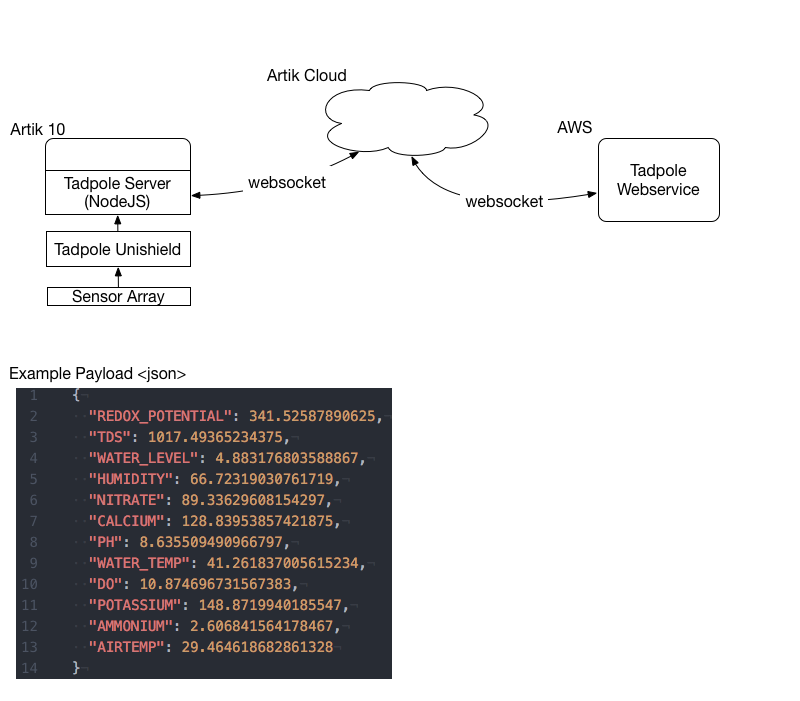 Artik Cloud
Artik 10
AWS
Tadpole Server
(NodeJS)
websocket
Tadpole
Webservice
websocket
Tadpole Unishield
Sensor Array
Example Payload <json>
1 {
2 "REDOX_POTENTIAL": 341.52587890625,
3 "TDS": 1017.49365234375,
4 "WATER_LEVEL": 4.883176803588867,
5 "HUMIDITY": 66.72319030761719,
6 "NITRATE": 89.33629608154297,
7 "CALCIUM": 128.83953857421875,
8 "PH": 8.635509490966797,
9 "WATER_TEMP": 41.261837005615234,
10 "DO": 10.874696731567383,
11 "POTASSIUM": 148.8719940185547,
12 "AMMONIUM": 2.606841564178467,
13 "AIRTEMP": 29.464618682861328
14 }